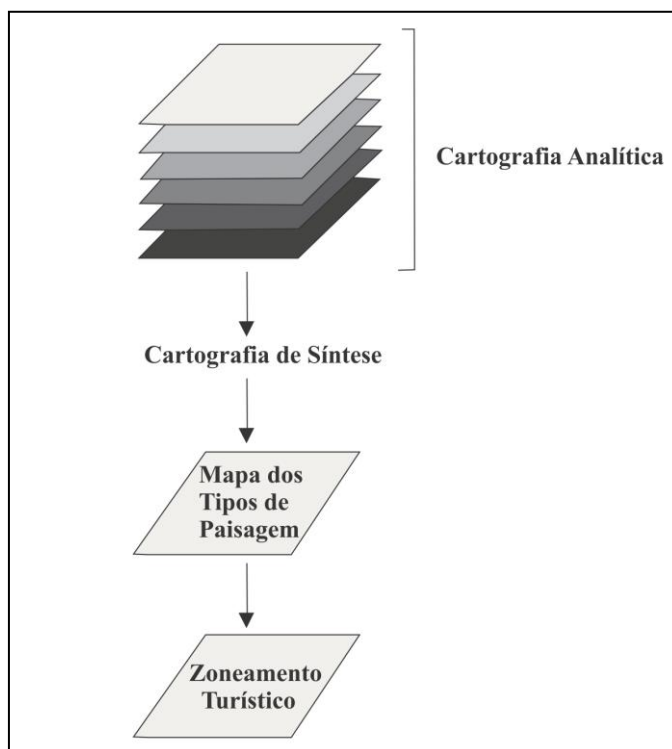 Cartografia Analítica
Cartografia de Síntese
Mapa dos
Tipos de
Paisagem
Zoneamento
Turístico